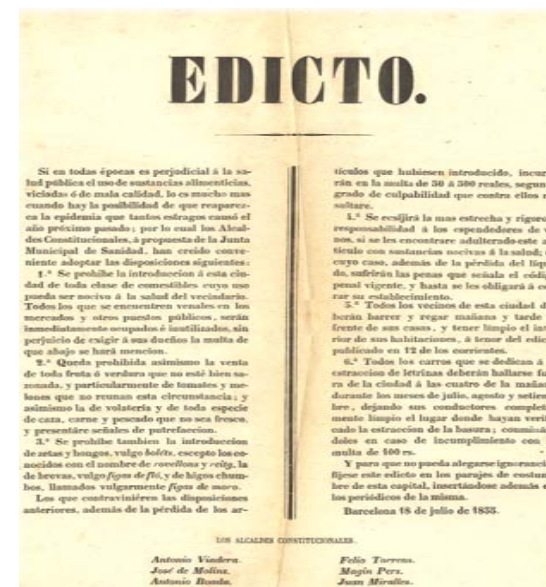 EDICTO.
Si en todas épocas es perjudicial á la sa-
lud pública el uso de sustancias alimenticias,
viciadas ó de mala calidad, lo es mucho mas
cuando hay la posibilidad de que reaparez-
ca la epidemia que tantos estragos causó el
año próximo pasado; por lo cual los Alcal-
des Constitucionales, á propuesta de la Junta
Municipal de Sanidad, han creido conve-
niente adoptar las disposiciones siguientes:
1.ª Se prohibe la introduccion á esta ciu-
dad de toda clase de comestibles cuyo uso
pueda ser nocivo á la salud del vecindario.
Todos los que se encuentren venales en los
mercados y otros puestos públicos, serán
inmediatamente ocupados é inutilizados, sin
perjuicio de exigir á sus dueños la multa de
que abajo se hará mencion.
2.ª Queda prohibida asimismo la venta
de toda fruta ó verdura que no esté bien sa-
zonada, y particularmente de tomates y me-
lones que no reunan esta circunstancia; y
asimismo la de volatería y de toda especie
de caza, carne y pescado que no sea fresco,
y presentáre señales de putrefaccion.
3.ª Se prohibe tambien la introduccion
de setas y hongos, vulgo bolets, escepto los co-
nocidos con el nombre de rovellons y reitg, la
de brevas, vulgo figas de flo, y de higos chum-
bos, llamados vulgarmente figas de moro.
Los que contraviniéren las disposiciones
anteriores, además de la pérdida de los ar-
tículos que hubiesen introducido, incur
rán en la multa de 50 á 500 reales, segun
grado de culpabilidad que contra ellos r
sultare.
Se ecsijirá la mas estrecha y rigoro
responsabilidad á los espendedores de v
nos, si se les encontrare adulterado este a
tículo con sustancias nocivas á la salud;
cuyo caso, además de la pérdida del líqu
do, sufrirán las penas que señala el códig
penal vigente, y hasta se les obligará á ce
rar su establecimiento.
5.ª Todos los vecinos de esta ciudad d
berán barrer y regar mañana y tarde
frente de sus casas, y tener limpio el inte
rior de sus habitaciones, á tenor del edic
publicado en 12 de los corrientes.
6.ª Todos los carros que se dedican á
estraccion de letrinas deberán hallarse fu
ra de la ciudad á las cuatro de la mañan
durante los meses de julio, agosto y setiem
bre, dejando sus conductores complet
mente limpio el lugar donde hayan verifi
cado la estraccion de la basura; conminán
doles en caso de incumplimiento con
multa de 100 rs.
Y para que no pueda alegarse ignoranci
fíjese este edicto en los parajes de costum
bre de esta capital, insertándose además e
los periódicos de la misma.
Barcelona 18 de julio de 1855.
LOS ALCALDES CONSTITUCIONALES.
Antonio Viadera. Felio Torrens.
José de Molins. Magin Pers.
Antonio Ronda. Juan Miralles.